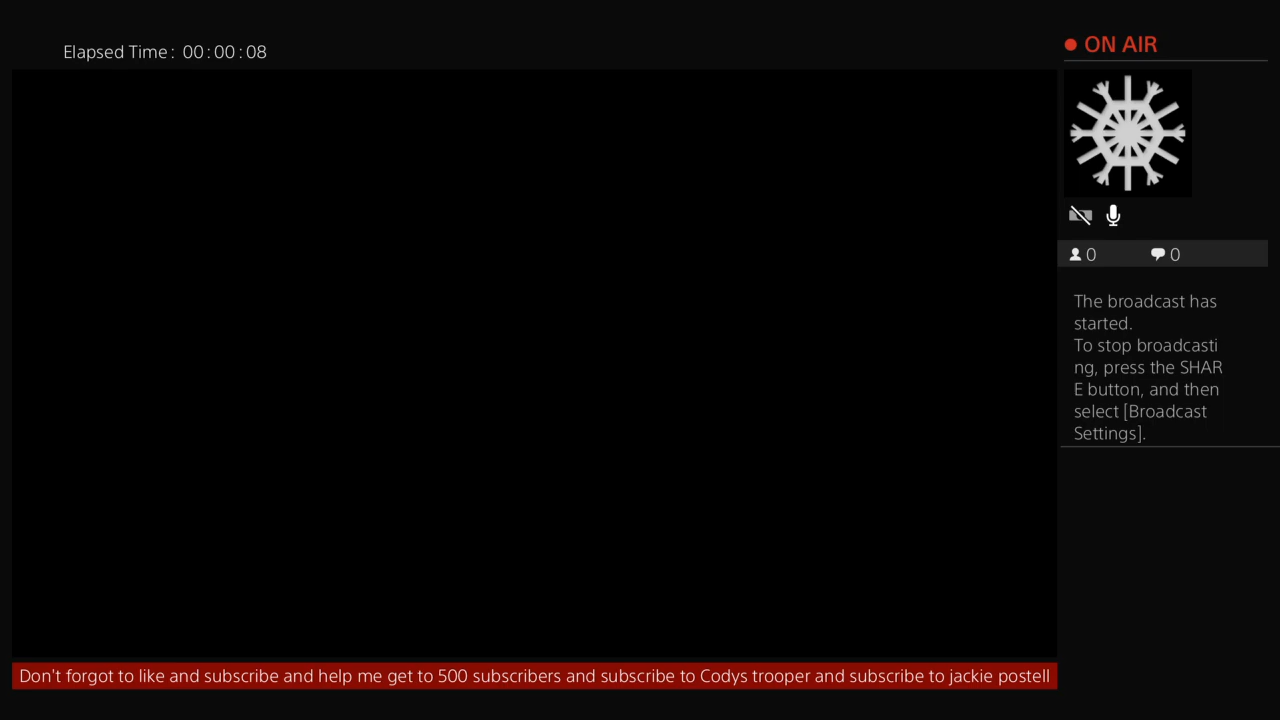 Elapsed Time: 00:00:08
ON AIR
0 0
The broadcast has
started.
To stop broadcasti
ng, press the SHAR
E button, and then
select [Broadcast
Settings].
Don't forgot to like and subscribe and help me get to 500 subscribers and subscribe to Codys trooper and subscribe to jackie postell